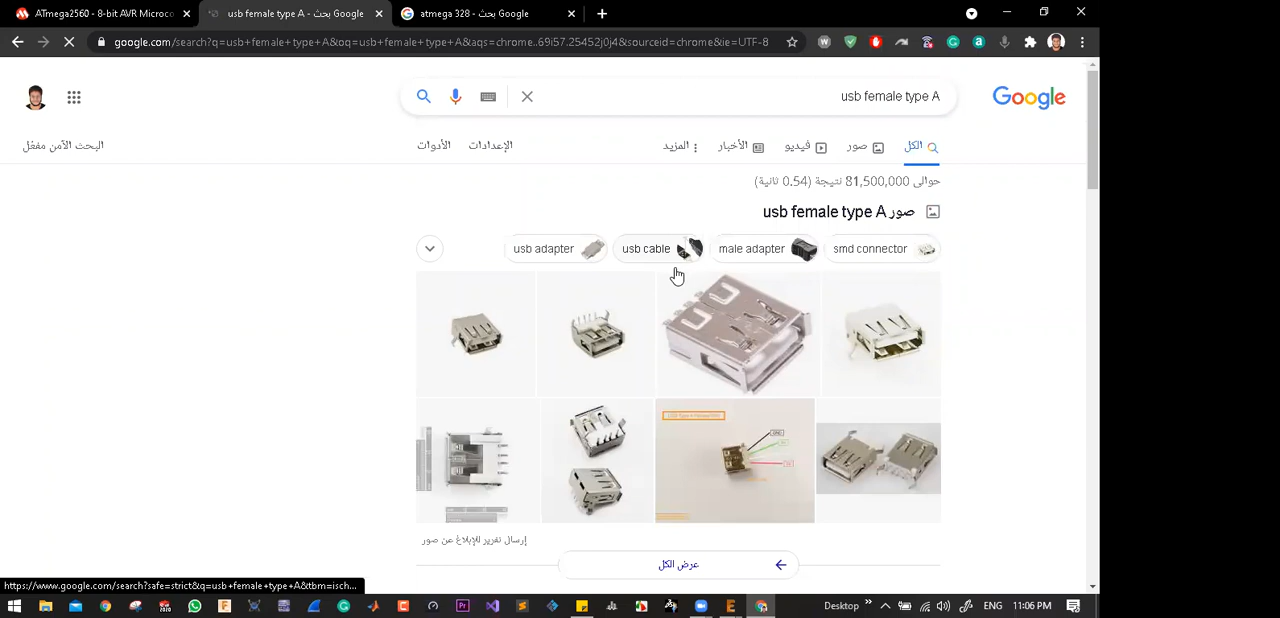 ATmega2560 - 8-bit AVR Microco
usb female type A - بحث Google
atmega 328 - بحث Google
google.com/search?q=usb+female+type+A&oq=usb+female+type+A&aqs=chrome..69i57.25452j0j4&sourceid=chrome&ie=UTF-8
usb female type A
Google
الكل
صور
فيديو
الأخبار
المزيد
الإعدادات
الأدوات
البحث الآمن مفعّل
حوالى 81,500,000 نتيجة (0.54 ثانية)
صور usb female type A
smd connector
male adapter
usb cable
usb adapter
GND
إرسال تقرير للإبلاغ عن صور
عرض الكل
https://www.google.com/search?safe=strict&q=usb+female+type+A&tbm=isch...
Desktop
ENG
11:06 PM